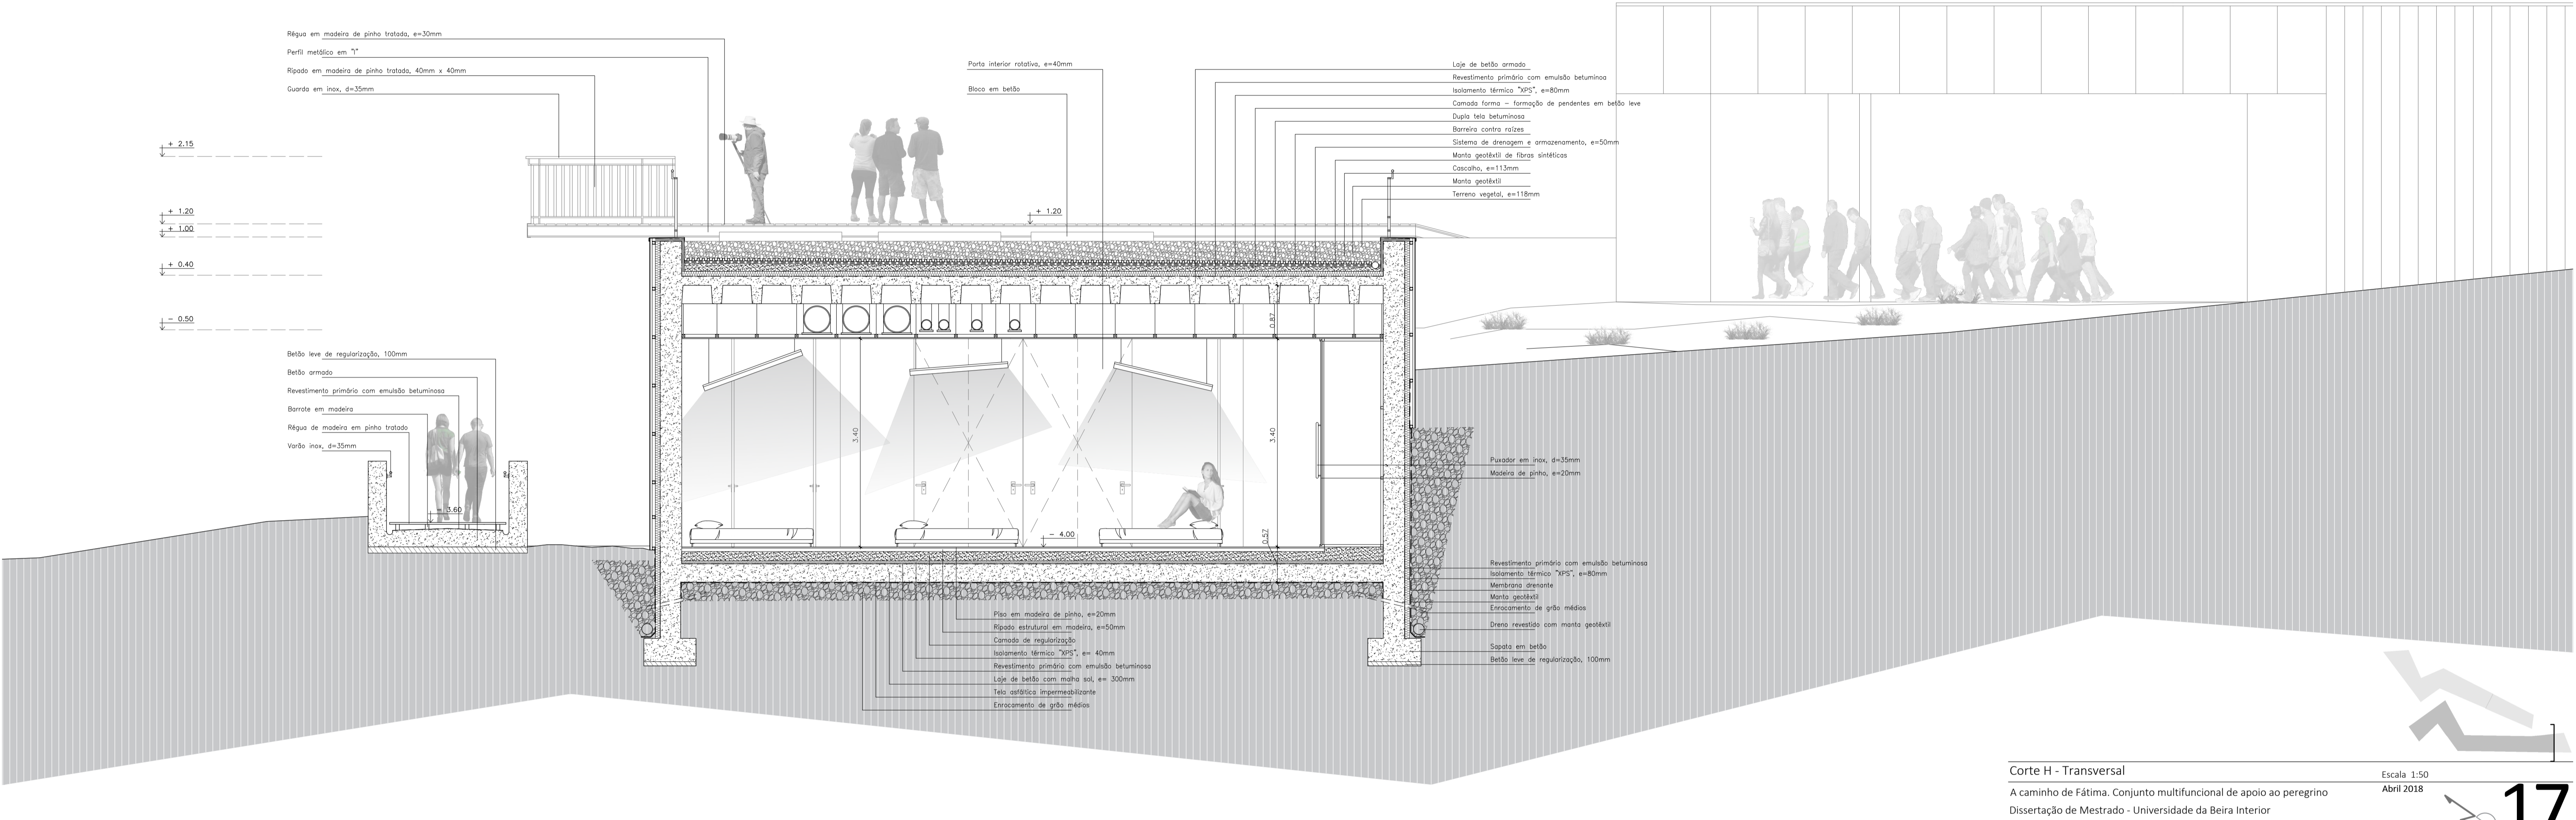 Régua em madeira de pinho tratada, e=30mm
Perfil metálico em "I"
Ripado em madeira de pinho tratada, 40mm x 40mm
Guarda em inox, d=35mm
Porta interior rotativa, e=40mm
Bloco em betão
Laje de betão armado
Revestimento primário com emulsão betuminoa
Isolamento térmico "XPS", e=80mm
Camada forma - formação de pendentes em betão leve
Dupla tela betuminosa
Barreira contra raízes
Sistema de drenagem e armazenamento, e=50mm
Manta geotêxtil de fibras sintéticas
Cascalho, e=113mm
Manta geotêxtil
Terreno vegetal, e=118mm
+ 2.15
+ 1.20
+ 1.00
+ 0.40
- 0.50
+ 1.20
0.87
3.40
3.40
0.57
- 4.00
- 3.60
Betão leve de regularização, 100mm
Betão armado
Revestimento primário com emulsão betuminosa
Barrote em madeira
Régua de madeira em pinho tratado
Varão inox, d=35mm
Puxador em inox, d=35mm
Madeira de pinho, e=20mm
Revestimento primário com emulsão betuminosa
Isolamento térmico "XPS", e=80mm
Membrana drenante
Manta geotêxtil
Enrocamento de grão médios
Dreno revestido com manta geotêxtil
Sapata em betão
Betão leve de regularização, 100mm
Piso em madeira de pinho, e=20mm
Ripado estrutural em madeira, e=50mm
Camada de regularização
Isolamento térmico "XPS", e= 40mm
Revestimento primário com emulsão betuminosa
Laje de betão com malha sol, e= 300mm
Tela asfáltica impermeabilizante
Enrocamento de grão médios
Corte H - Transversal
Escala 1:50
A caminho de Fátima. Conjunto multifuncional de apoio ao peregrino
Abril 2018
Dissertação de Mestrado - Universidade da Beira Interior
17